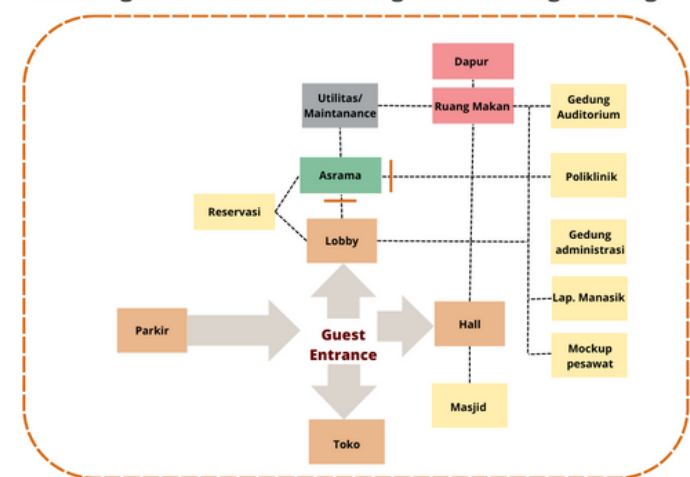 Dapur
Utilitas/
Maintanance
Ruang Makan
Gedung
Auditorium
Asrama
Poliklinik
Reservasi
Lobby
Gedung
administrasi
Lap. Manasik
Parkir
Guest
Entrance
Hall
Mockup
pesawat
Masjid
Toko